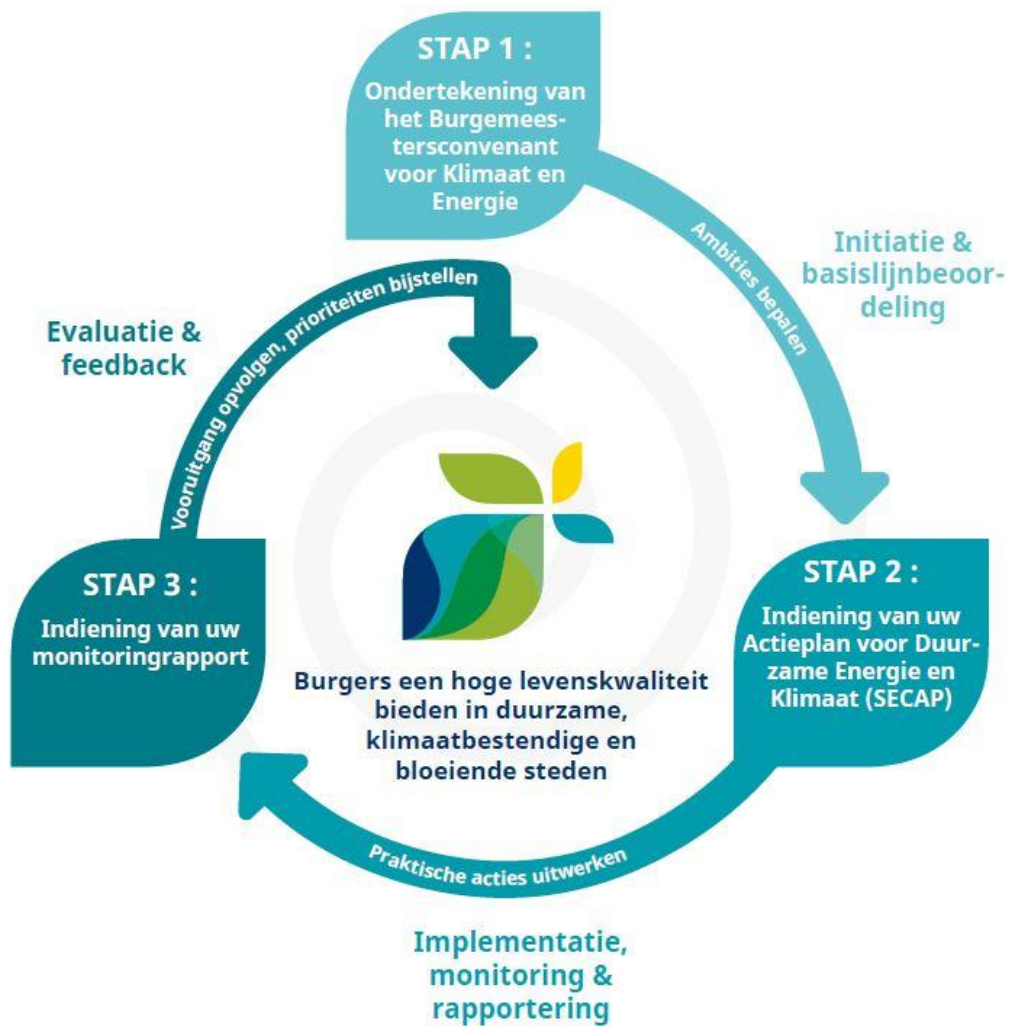 STAP 1 :
Ondertekening van
het Burgemees-
tersconvenant
voor Klimaat en
Energie
Ambities bepalen
Initiatie &
basislijnbeoor-
deling
STAP 2 :
Indiening van uw
Actieplan voor Duur-
zame Energie en
Klimaat (SECAP)
Praktische acties uitwerken
Implementatie,
monitoring &
rapportering
STAP 3 :
Indiening van uw
monitoringrapport
Vooruitgang opvolgen, prioriteiten bijstellen
Evaluatie &
feedback
Burgers een hoge levenskwaliteit
bieden in duurzame,
klimaatbestendige en
bloeiende steden